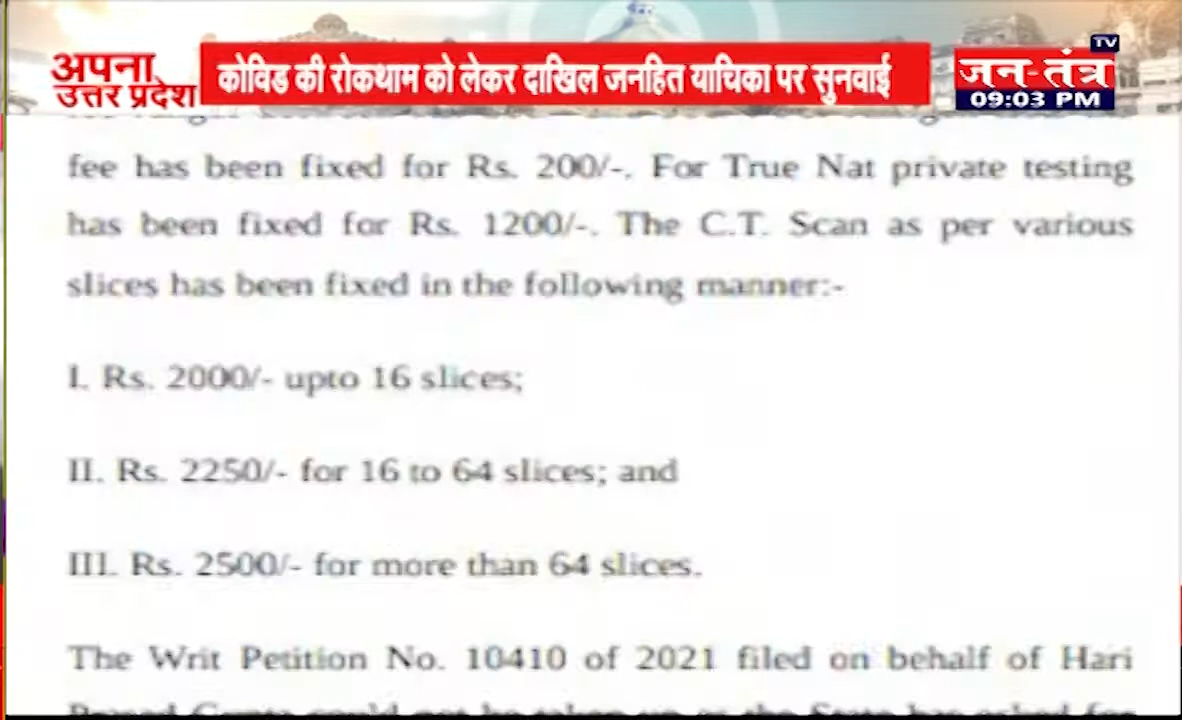 अपना
उत्तर प्रदेश
कोविड की रोकथाम को लेकर दाखिल जनहित याचिका पर सुनवाई
जन-तंत्र
TV
09:03 PM
fee has been fixed for Rs. 200/-. For True Nat private testing
has been fixed for Rs. 1200/-. The C.T. Scan as per various
slices has been fixed in the following manner:-
I. Rs. 2000/- upto 16 slices;
II. Rs. 2250/- for 16 to 64 slices; and
III. Rs. 2500/- for more than 64 slices.
The Writ Petition No. 10410 of 2021 filed on behalf of Hari